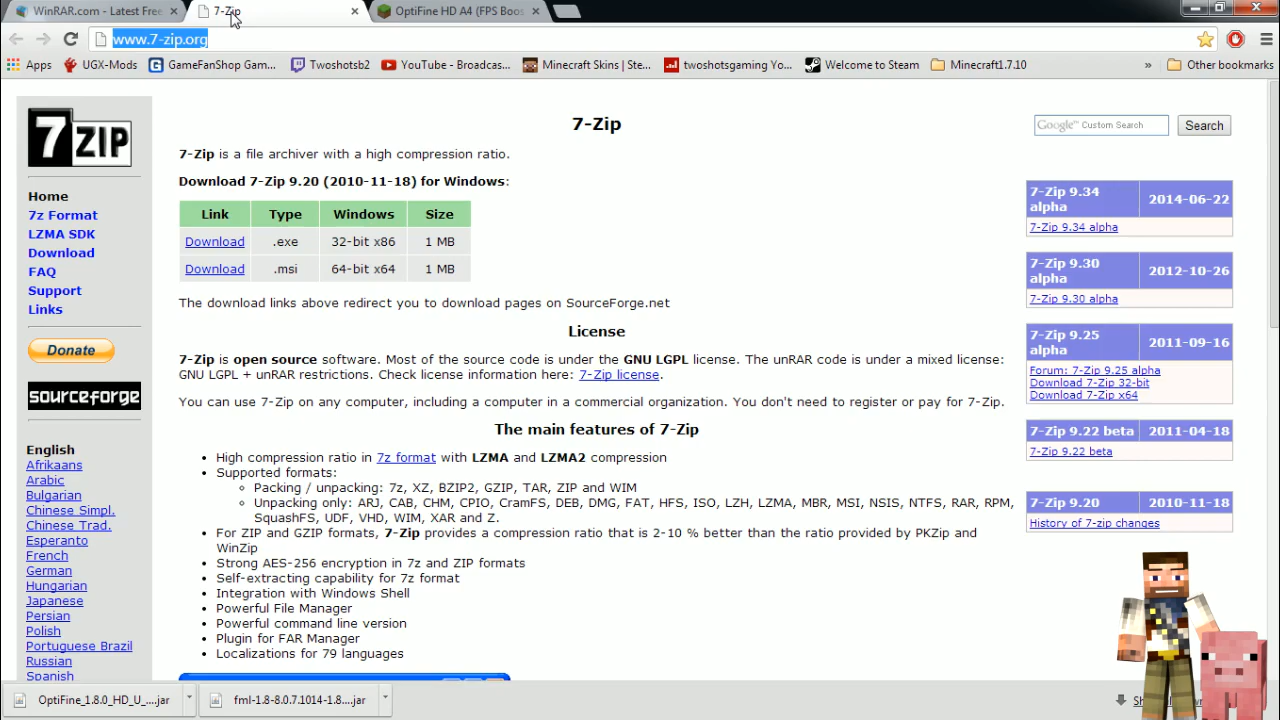 WinRAR.com - Latest Free
7-Zip
OptiFine HD A4 (FPS Boos
www.7-zip.org
Apps
UGX-Mods
GameFanShop Gam...
Twoshotsb2
YouTube - Broadcas...
Minecraft Skins | Ste...
twoshotsgaming Yo...
Welcome to Steam
Minecraft1.7.10
»
Other bookmarks
7ZIP
Home
7z Format
LZMA SDK
Download
FAQ
Support
Links
Donate
sourceforge
English
Afrikaans
Arabic
Bulgarian
Chinese Simpl.
Chinese Trad.
Esperanto
French
German
Hungarian
Japanese
Persian
Polish
Portuguese Brazil
Russian
Spanish
7-Zip
7-Zip is a file archiver with a high compression ratio.
Download 7-Zip 9.20 (2010-11-18) for Windows:
Link Type Windows Size
Download .exe 32-bit x86 1 MB
Download .msi 64-bit x64 1 MB
The download links above redirect you to download pages on SourceForge.net
License
7-Zip is open source software. Most of the source code is under the GNU LGPL license. The unRAR code is under a mixed license:
GNU LGPL + unRAR restrictions. Check license information here: 7-Zip license.
You can use 7-Zip on any computer, including a computer in a commercial organization. You don't need to register or pay for 7-Zip.
The main features of 7-Zip
• High compression ratio in 7z format with LZMA and LZMA2 compression
• Supported formats:
Packing / unpacking: 7z, XZ, BZIP2, GZIP, TAR, ZIP and WIM
Unpacking only: ARJ, CAB, CHM, CPIO, CramFS, DEB, DMG, FAT, HFS, ISO, LZH, LZMA, MBR, MSI, NSIS, NTFS, RAR, RPM,
SquashFS, UDF, VHD, WIM, XAR and Z.
• For ZIP and GZIP formats, 7-Zip provides a compression ratio that is 2-10 % better than the ratio provided by PKZip and
WinZip
• Strong AES-256 encryption in 7z and ZIP formats
• Self-extracting capability for 7z format
• Integration with Windows Shell
• Powerful File Manager
• Powerful command line version
• Plugin for FAR Manager
• Localizations for 79 languages
Google™ Custom Search
Search
7-Zip 9.34 alpha 2014-06-22
7-Zip 9.34 alpha
7-Zip 9.30 alpha 2012-10-26
7-Zip 9.30 alpha
7-Zip 9.25 alpha 2011-09-16
Forum: 7-Zip 9.25 alpha
Download 7-Zip 32-bit
Download 7-Zip x64
7-Zip 9.22 beta 2011-04-18
7-Zip 9.22 beta
7-Zip 9.20 2010-11-18
History of 7-zip changes
OptiFine_1.8.0_HD_U_....jar
fml-1.8-8.0.7.1014-1.8....jar